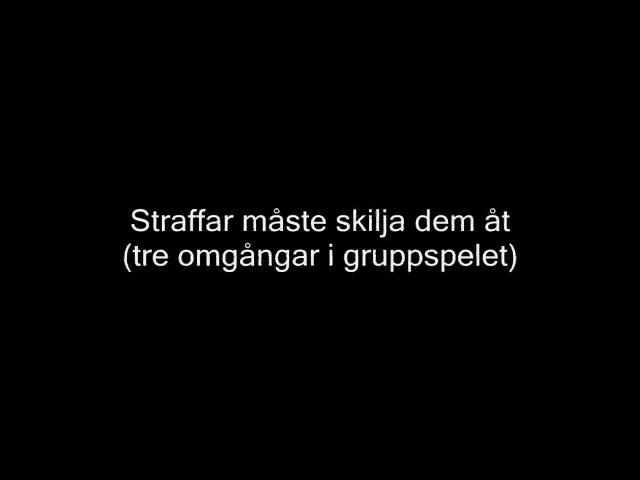 Straffar måste skilja dem åt
(tre omgångar i gruppspelet)